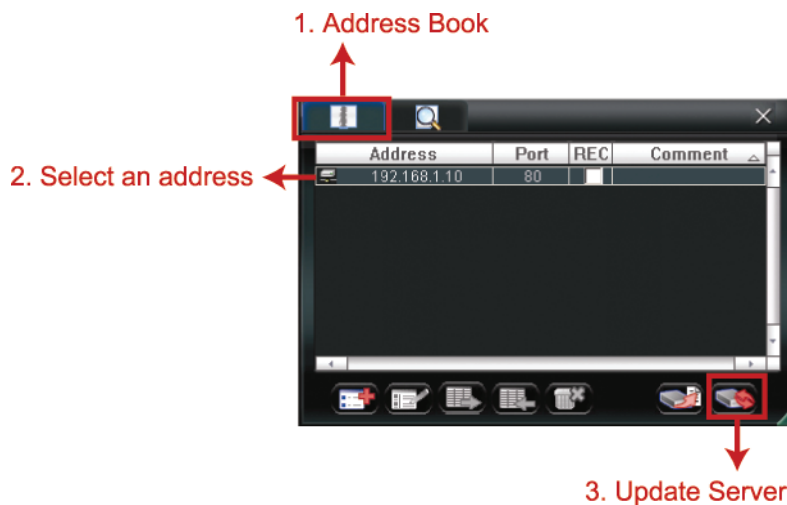 1. Address Book
Address Port REC Comment
2. Select an address
192.168.1.10 80
3. Update Server